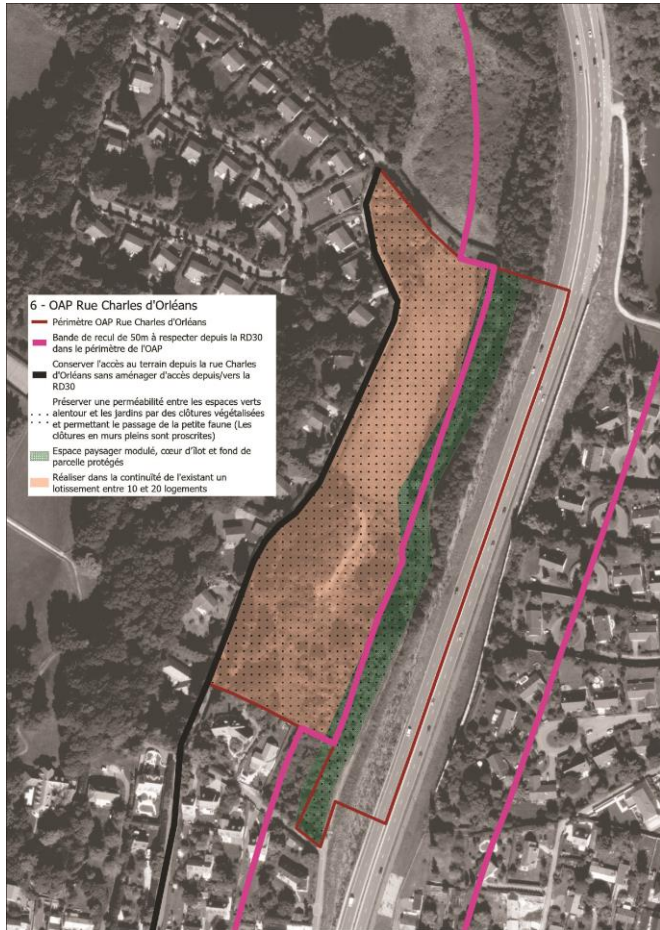 6 - OAP Rue Charles d'Orléans
Périmètre OAP Rue Charles d'Orléans
Bande de recul de 50m à respecter depuis la RD30
dans le périmètre de l'OAP
Conserver l'accès au terrain depuis la rue Charles
d'Orléans sans aménager d'accès depuis/vers la
RD30
Préserver une perméabilité entre les espaces verts
alentour et les jardins par des clôtures végétalisées
et permettant le passage de la petite faune (Les
clôtures en murs pleins sont proscrites)
Espace paysager modulé, cœur d'îlot et fond de
parcelle protégés
Réaliser dans la continuité de l'existant un
lotissement entre 10 et 20 logements